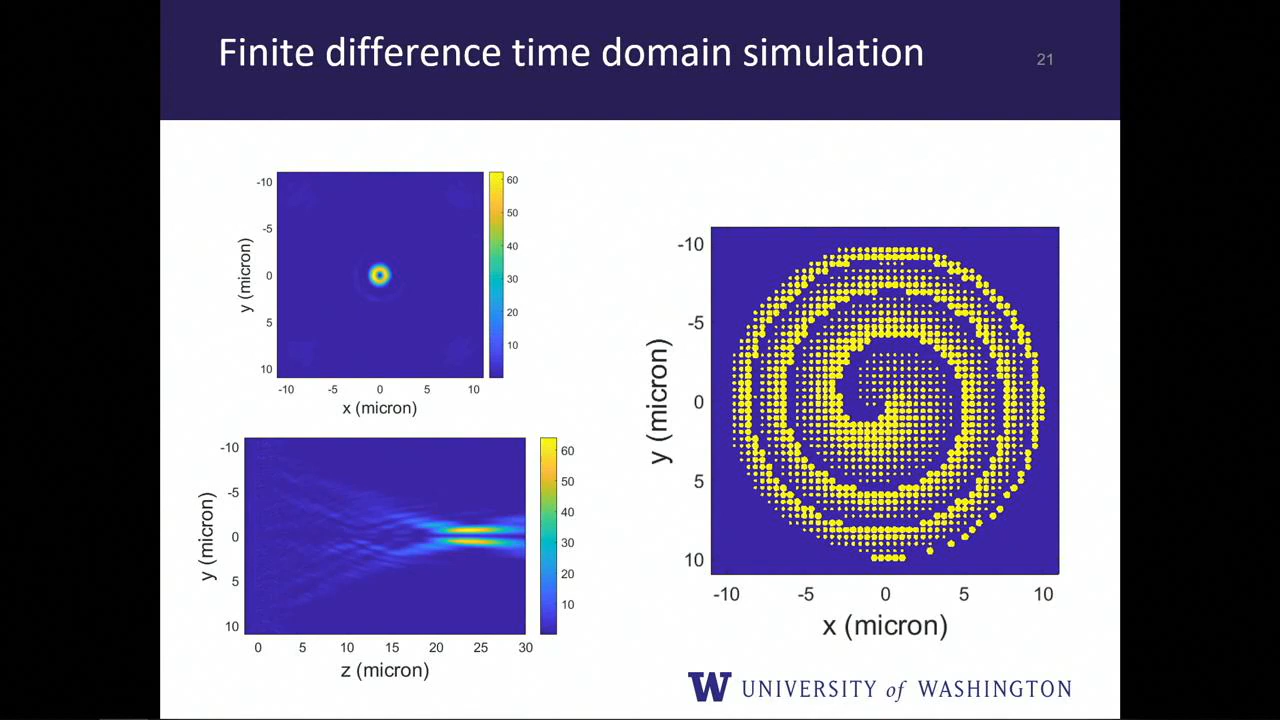 Finite difference time domain simulation
21
-10
-5
0
5
10
y (micron)
-10 -5 0 5 10
x (micron)
60
50
40
30
20
10
-10
-5
0
5
10
y (micron)
0 5 10 15 20 25 30
z (micron)
60
50
40
30
20
10
-10
-5
0
5
10
y (micron)
-10 -5 0 5 10
x (micron)
W UNIVERSITY of WASHINGTON